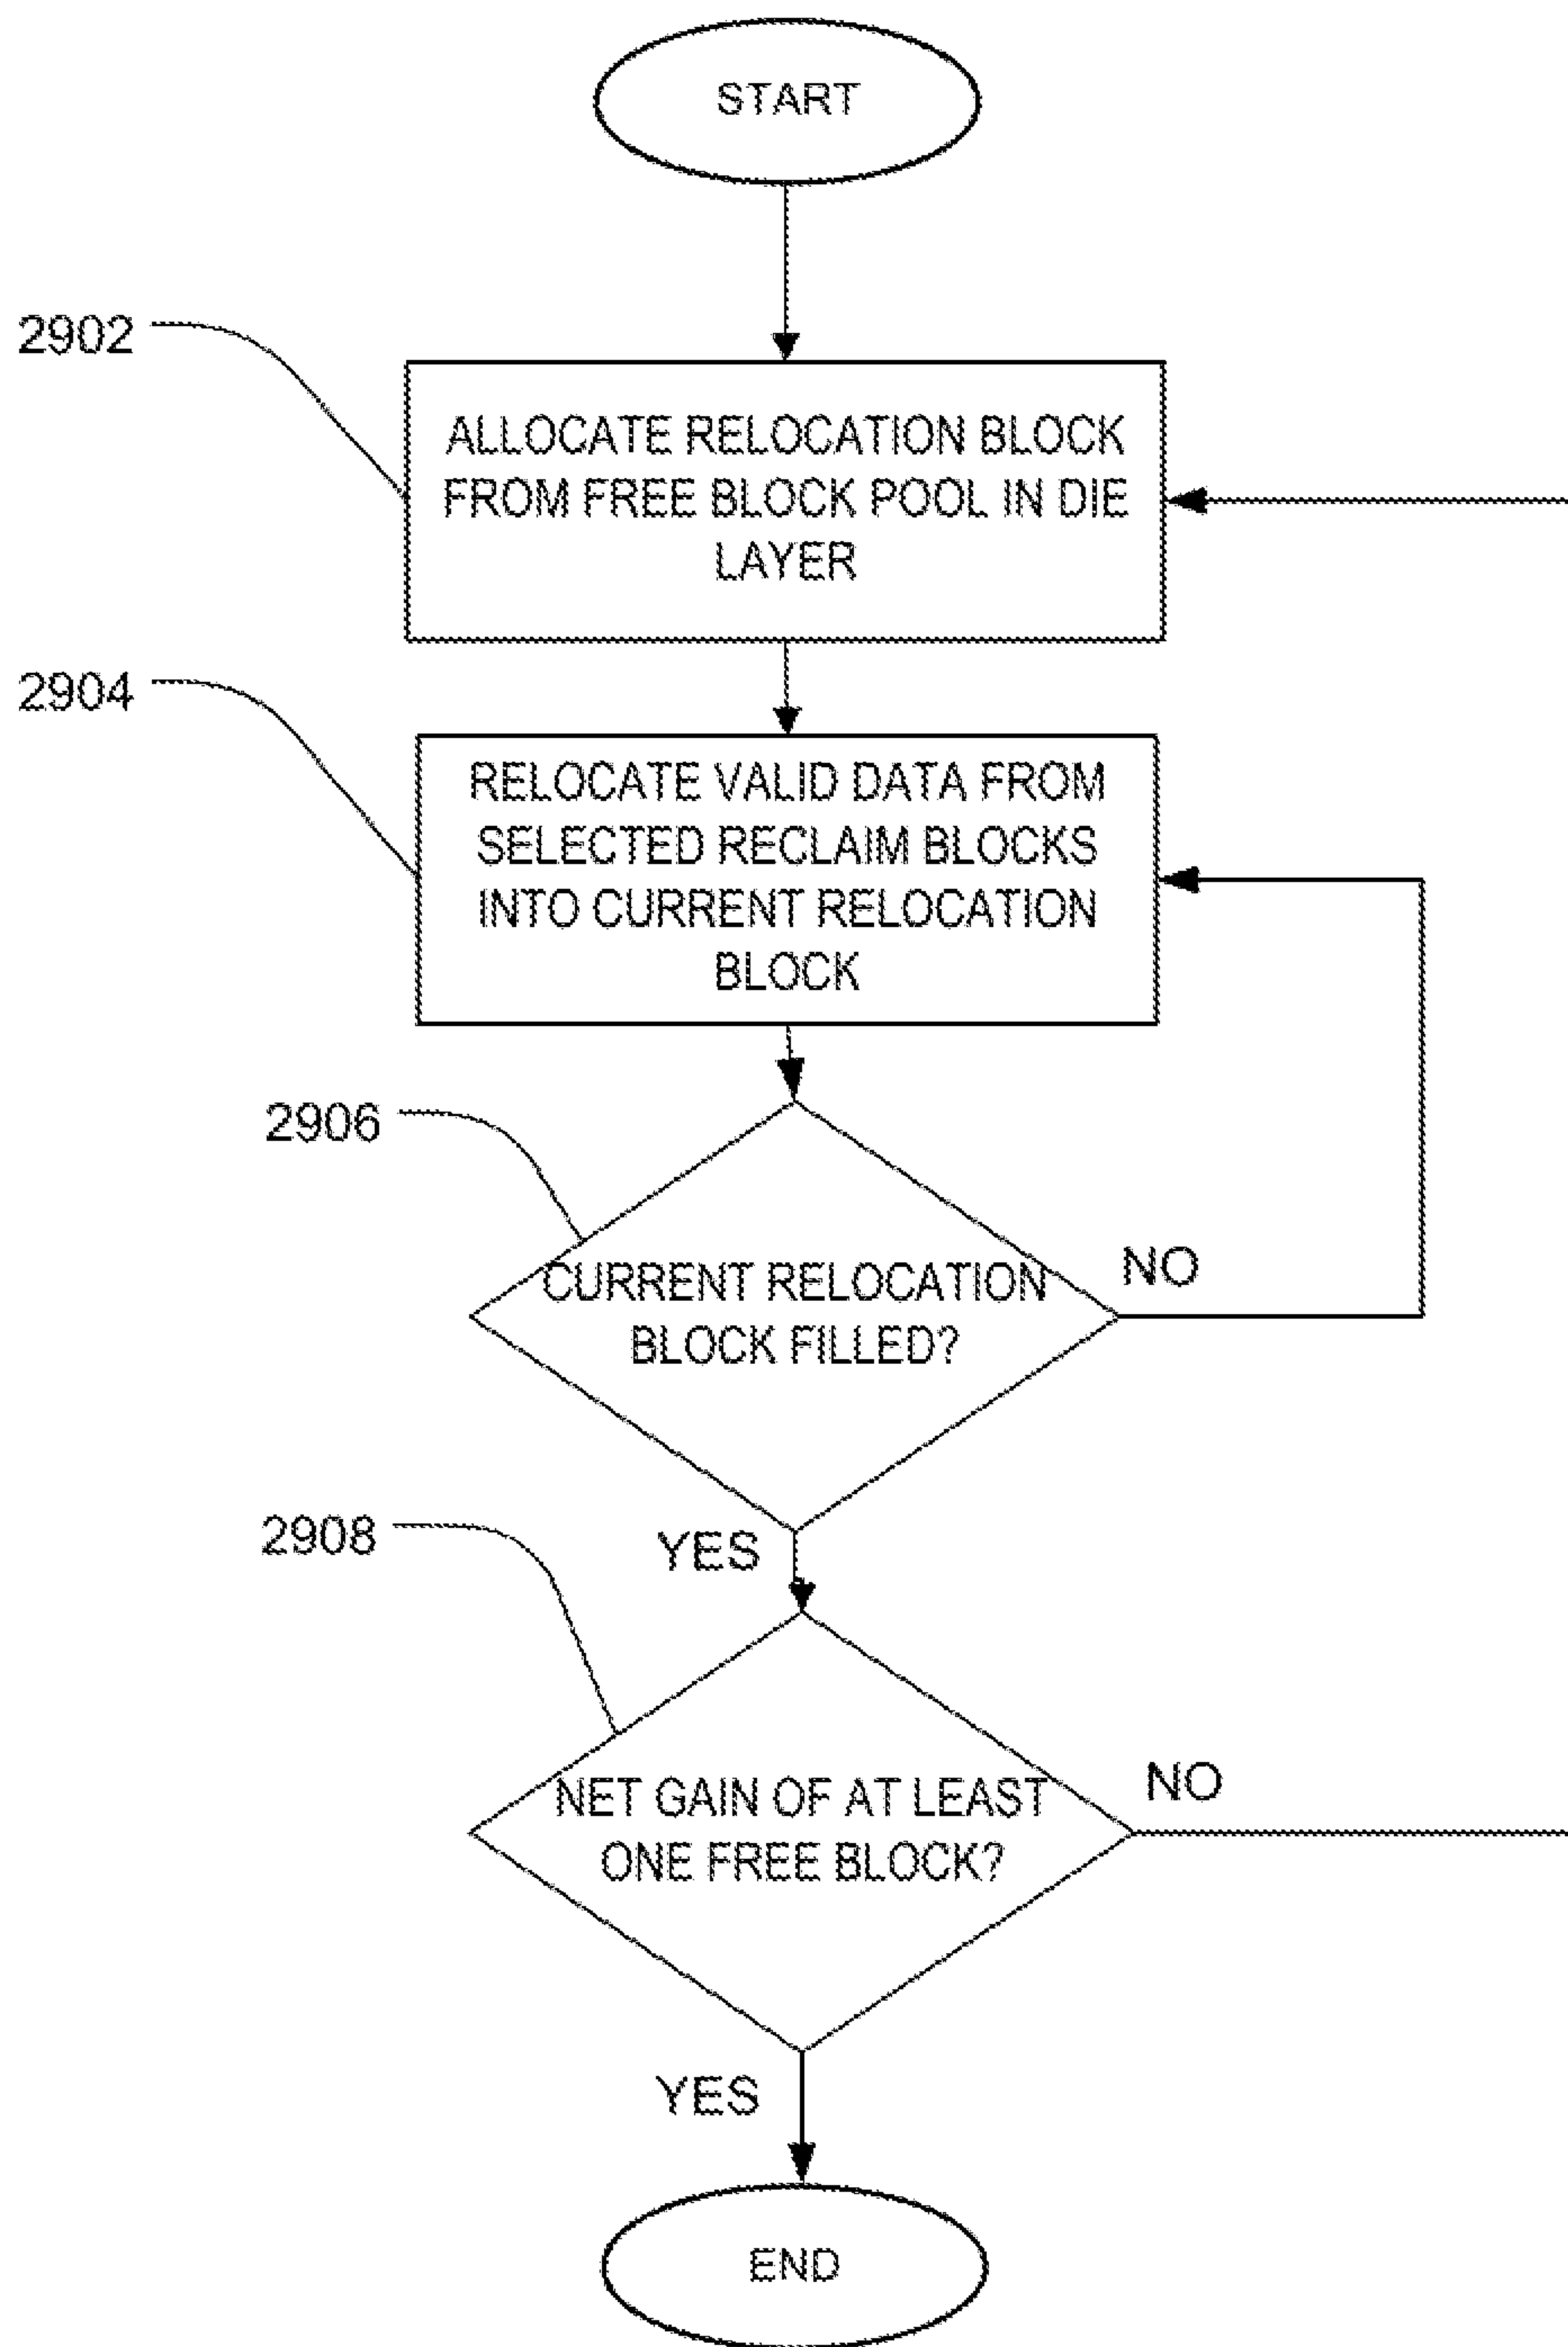 START
2902
ALLOCATE RELOCATION BLOCK
FROM FREE BLOCK POOL IN DIE
LAYER
2904
RELOCATE VALID DATA FROM
SELECTED RECLAIM BLOCKS
INTO CURRENT RELOCATION
BLOCK
2906
CURRENT RELOCATION
BLOCK FILLED?
NO
YES
2908
NET GAIN OF AT LEAST
ONE FREE BLOCK?
NO
YES
END